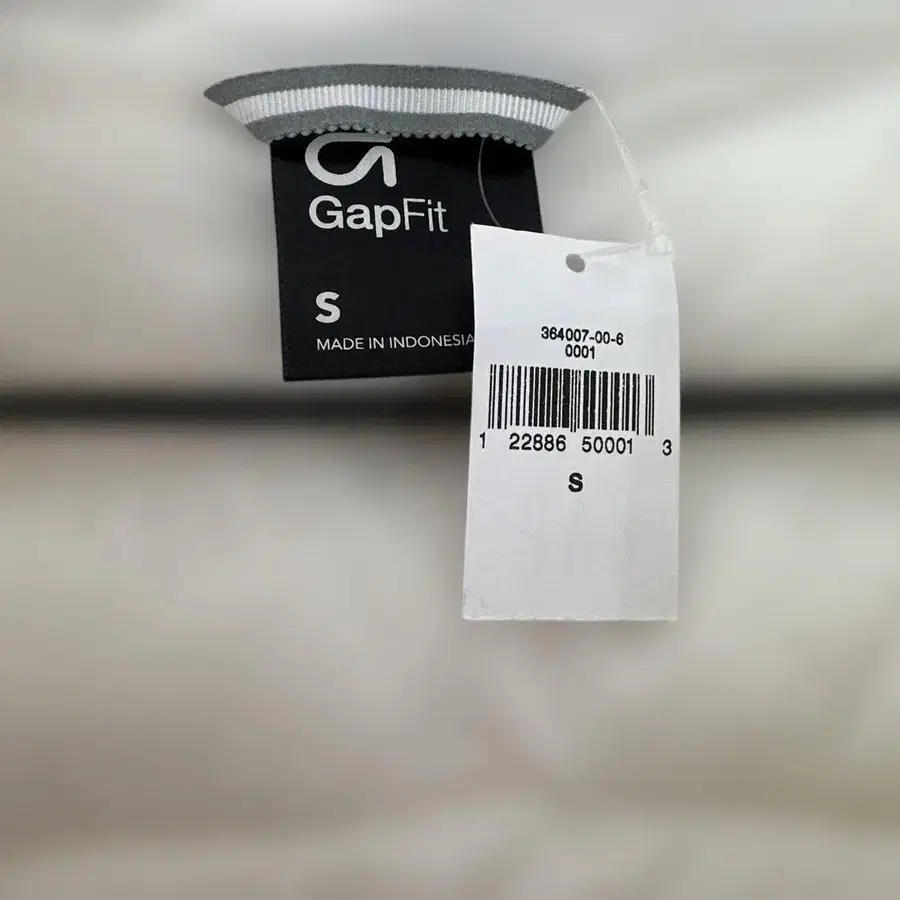 GapFit
S
MADE IN INDONESIA
364007-00-6
0001
1 22886 50001 3
S